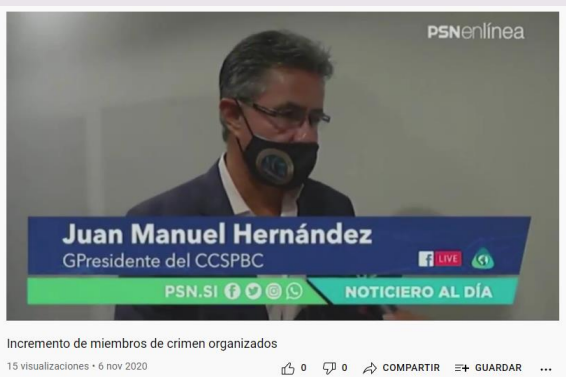 PSNenlínea
Juan Manuel Hernández
GPresidente del CCSPBC
LIVE
PSN.SI
NOTICIERO AL DÍA
Incremento de miembros de crimen organizados
15 visualizaciones • 6 nov 2020
0
0
COMPARTIR
GUARDAR